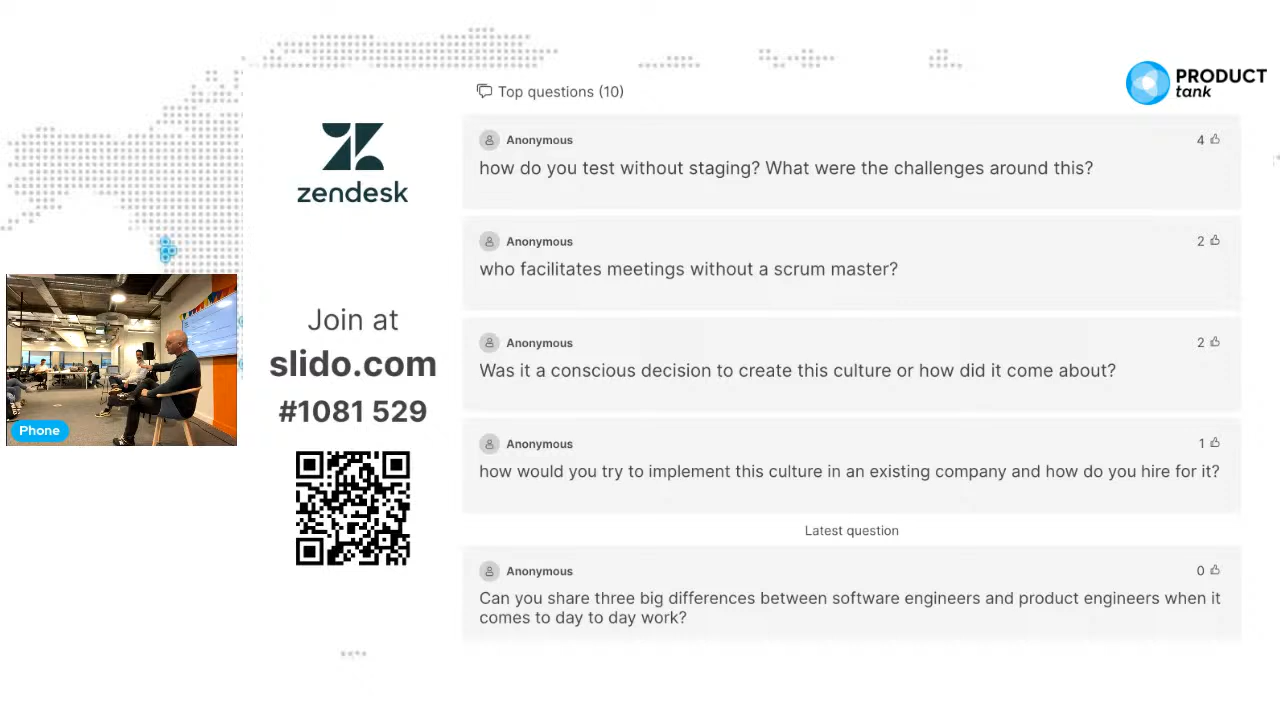 Top questions (10)
PRODUCT
tank
zendesk
Anonymous
4
how do you test without staging? What were the challenges around this?
Anonymous
2
who facilitates meetings without a scrum master?
Anonymous
2
Was it a conscious decision to create this culture or how did it come about?
Anonymous
1
how would you try to implement this culture in an existing company and how do you hire for it?
Latest question
Anonymous
0
Can you share three big differences between software engineers and product engineers when it
comes to day to day work?
Join at
slido.com
#1081 529
Phone